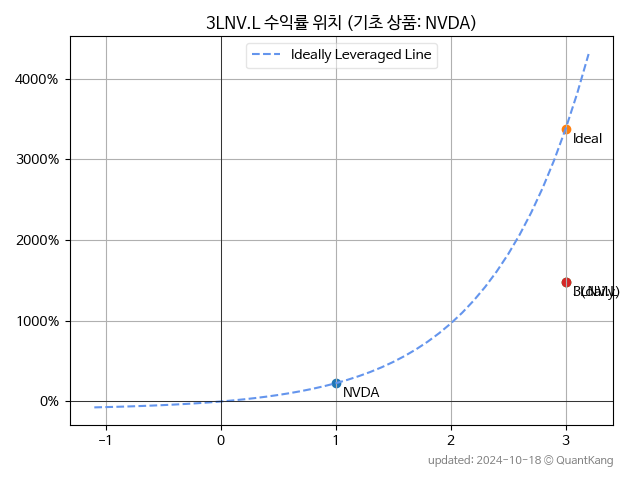 3LNV.L 수익률 위치 (기초 상품: NVDA)
Ideally Leveraged Line
4000%
3000%
2000%
1000%
0%
Ideal
NVDA
−1
0
1
2
3
updated: 2024-10-18 © QuantKang